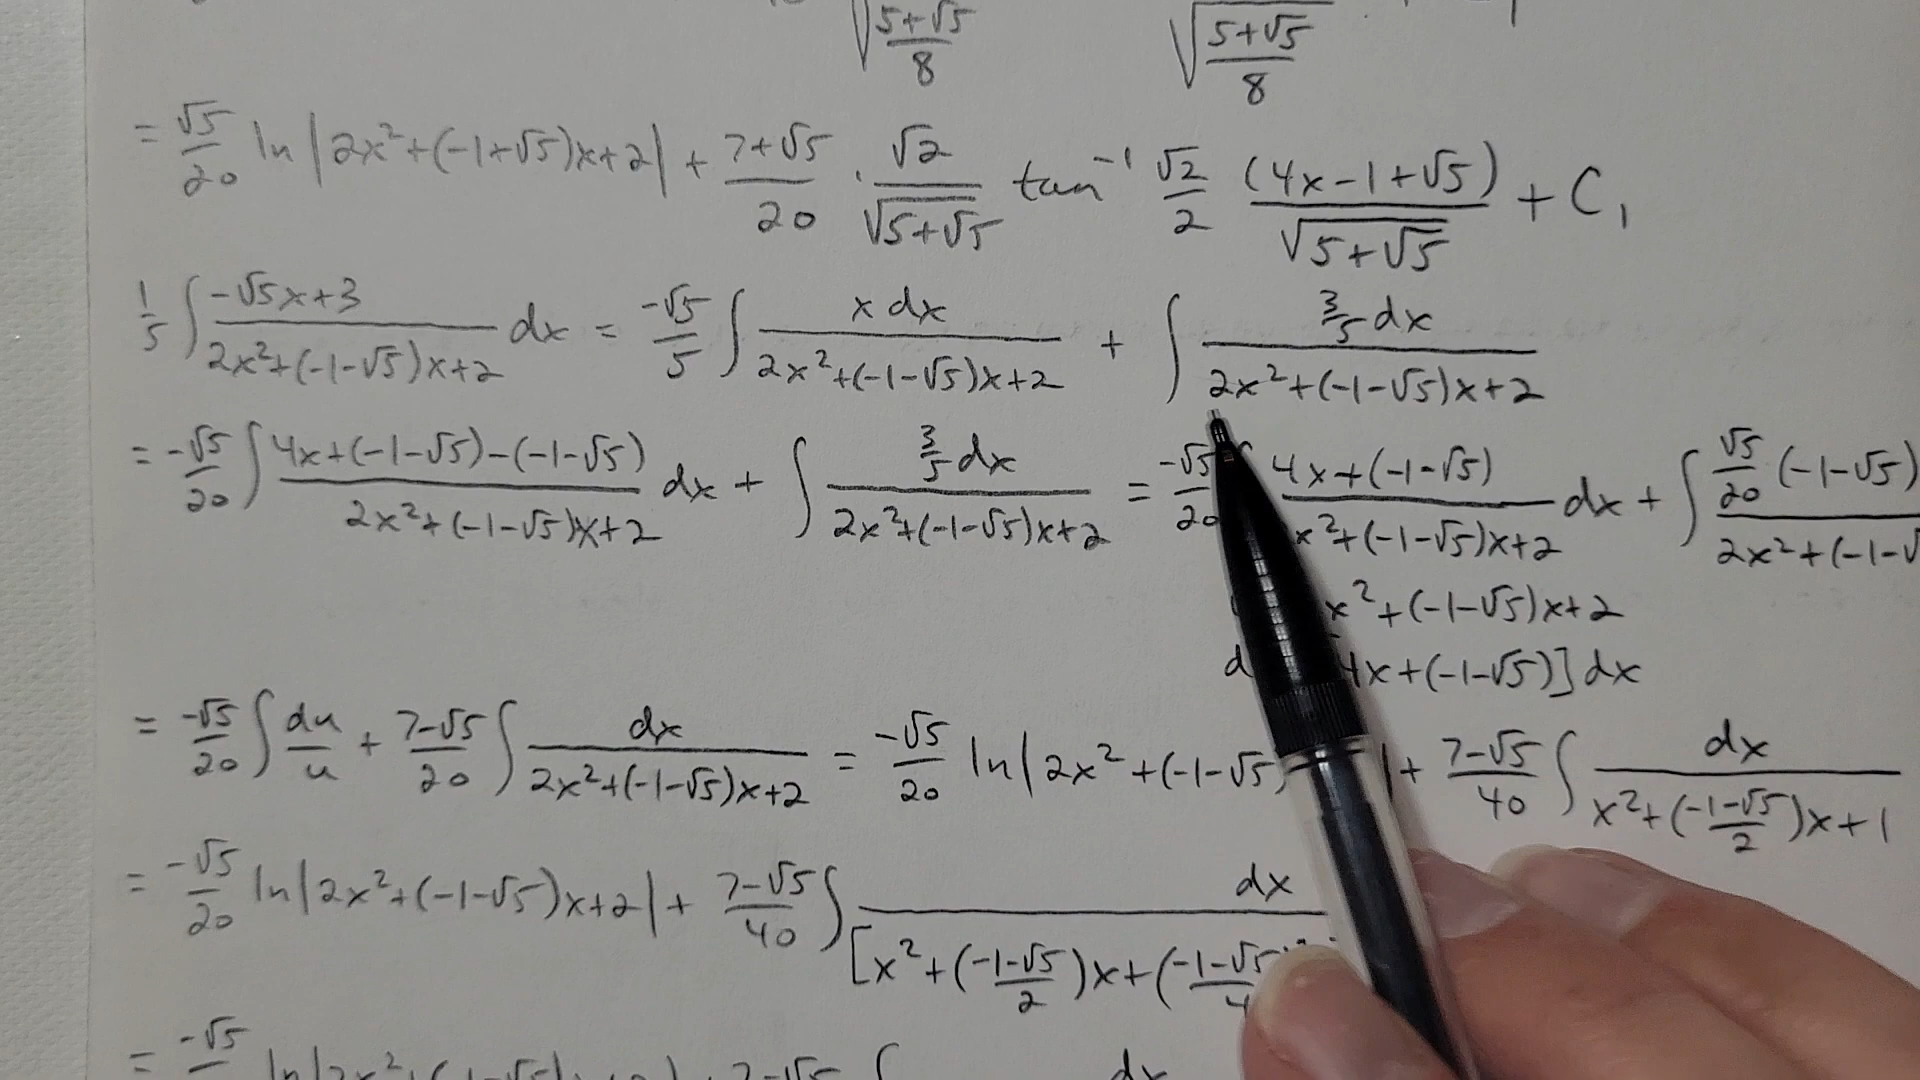 √((5+√5)/8) √((5+√5)/8)
= √5/20 ln|2x²+(-1+√5)x+2| + (7+√5)/20 · √2/√(5+√5) tan⁻¹ √2/2 (4x-1+√5)/√(5+√5) + C₁
1/5 ∫ (-√5x+3)/(2x²+(-1-√5)x+2) dx = -√5/5 ∫ x dx/(2x²+(-1-√5)x+2) + ∫ 3/5 dx/(2x²+(-1-√5)x+2)
= -√5/20 ∫ (4x+(-1-√5)-(-1-√5))/(2x²+(-1-√5)x+2) dx + ∫ 3/5 dx/(2x²+(-1-√5)x+2) = -√5/20 (4x+(-1-√5))/(x²+(-1-√5)x+2) dx + ∫ √5/20 (-1-√5)/(2x²+(-1-√
x²+(-1-√5)x+2
d 4x+(-1-√5)]dx
= -√5/20 ∫ du/u + (7-√5)/20 ∫ dx/(2x²+(-1-√5)x+2) = -√5/20 ln|2x²+(-1-√5) |+ (7-√5)/40 ∫ dx/(x²+((-1-√5)/2)x+1)
= -√5/20 ln|2x²+(-1-√5)x+2| + (7-√5)/40 ∫ dx/[x²+((-1-√5)/2)x+((-1-√5)/4
= -√5 ln|2x²+ 7-√5 ∫ dx